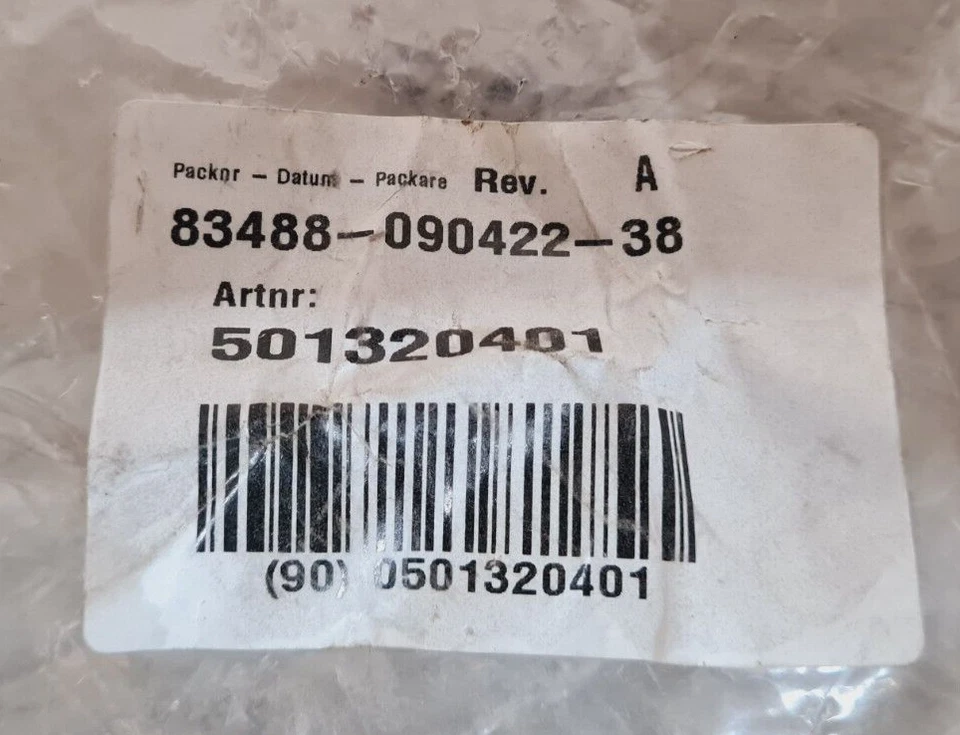 Packnr – Datum – Packare Rev. A
83488–090422–38
Artnr:
501320401
(90) 0501320401